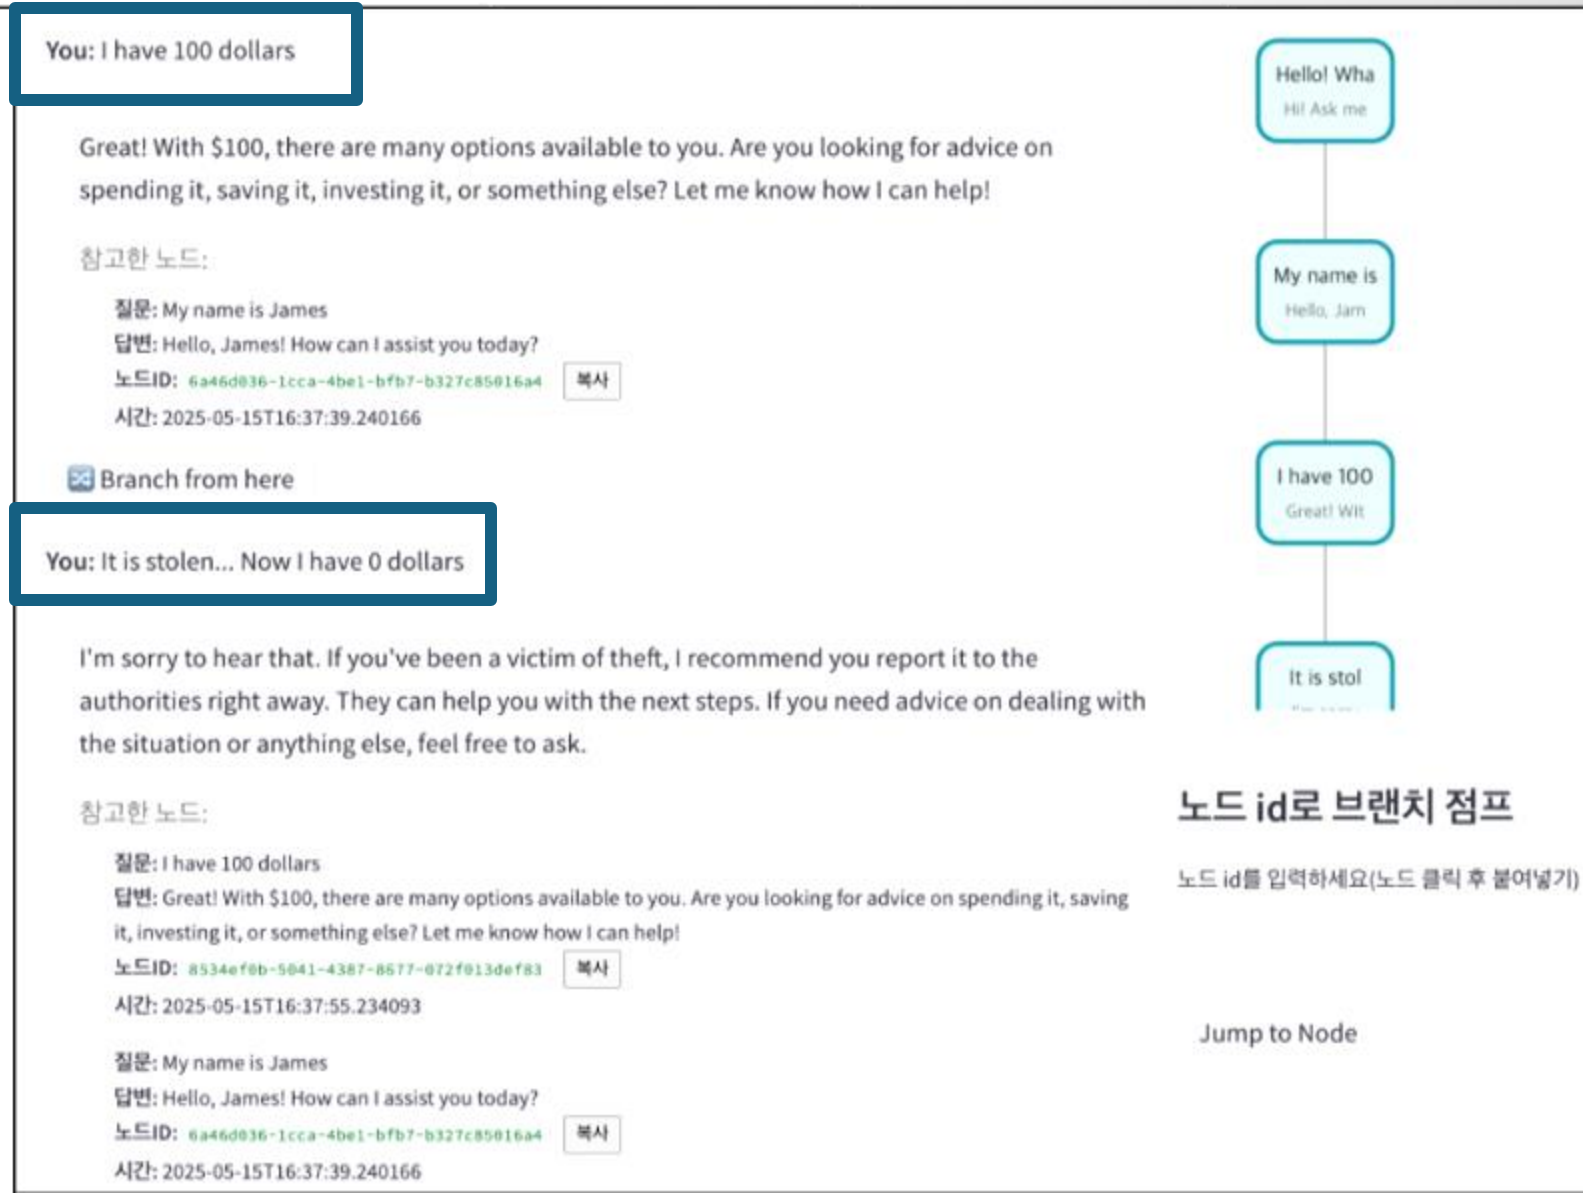 You: I have 100 dollars
Great! With $100, there are many options available to you. Are you looking for advice on
spending it, saving it, investing it, or something else? Let me know how I can help!
참고한 노드:
질문: My name is James
답변: Hello, James! How can I assist you today?
노드ID: 6a46d036-1cca-4be1-bfb7-b327c85016a4 복사
시간: 2025-05-15T16:37:39.240166
Branch from here
You: It is stolen... Now I have 0 dollars
I'm sorry to hear that. If you've been a victim of theft, I recommend you report it to the
authorities right away. They can help you with the next steps. If you need advice on dealing with
the situation or anything else, feel free to ask.
참고한 노드:
질문: I have 100 dollars
답변: Great! With $100, there are many options available to you. Are you looking for advice on spending it, saving
it, investing it, or something else? Let me know how I can help!
노드ID: 8534ef0b-5041-4387-8677-072f013def83 복사
시간: 2025-05-15T16:37:55.234093
질문: My name is James
답변: Hello, James! How can I assist you today?
노드ID: 6a46d036-1cca-4be1-bfb7-b327c85016a4 복사
시간: 2025-05-15T16:37:39.240166
Hello! Wha
Hi! Ask me
My name is
Hello, Jam
I have 100
Great! Wit
It is stol
노드 id로 브랜치 점프
노드 id를 입력하세요(노드 클릭 후 붙여넣기)
Jump to Node